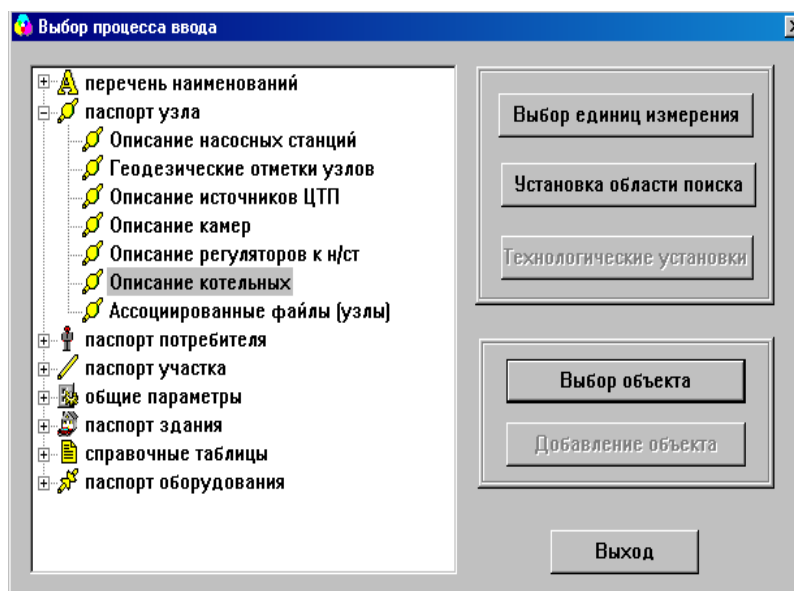 Выбор процесса ввода
перечень наименований
паспорт узла
Описание насосных станций
Геодезические отметки узлов
Описание источников ЦТП
Описание камер
Описание регуляторов к н/ст
Описание котельных
Ассоциированные файлы (узлы)
паспорт потребителя
паспорт участка
общие параметры
паспорт здания
справочные таблицы
паспорт оборудования
Выбор единиц измерения
Установка области поиска
Технологические установки
Выбор объекта
Добавление объекта
Выход